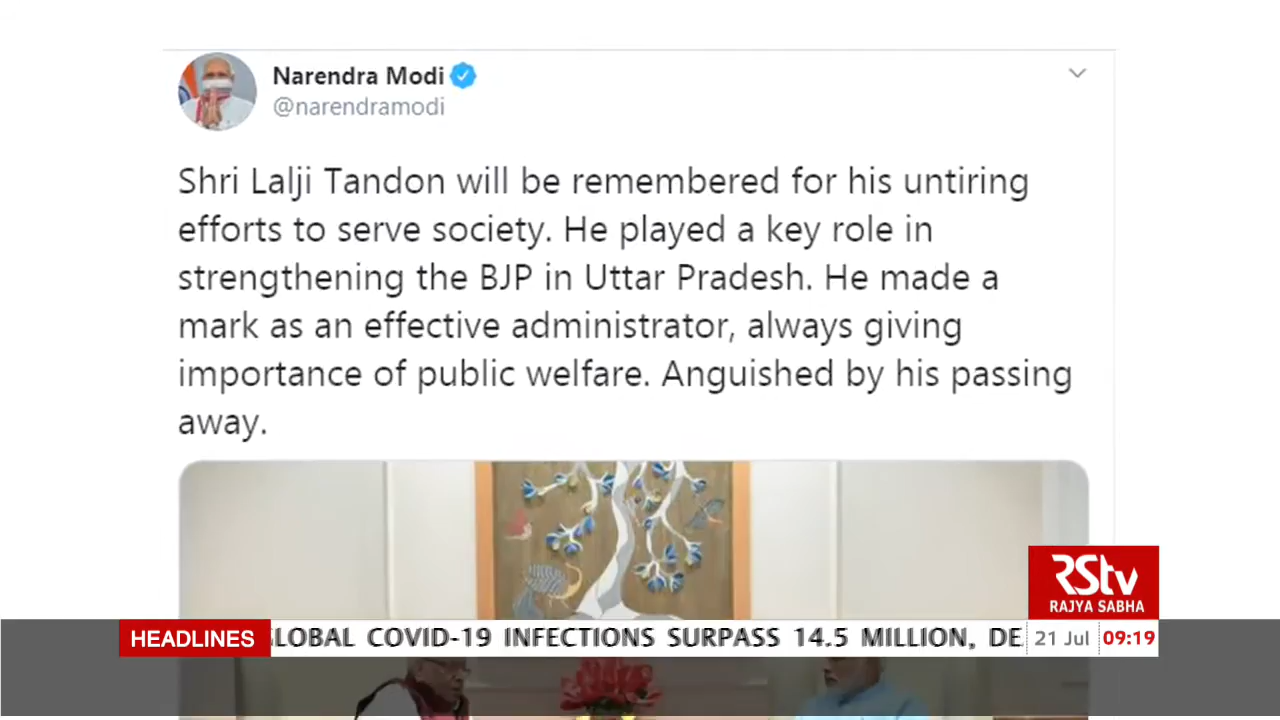 Narendra Modi
@narendramodi
Shri Lalji Tandon will be remembered for his untiring
efforts to serve society. He played a key role in
strengthening the BJP in Uttar Pradesh. He made a
mark as an effective administrator, always giving
importance of public welfare. Anguished by his passing
away.
RStv
RAJYA SABHA
HEADLINES GLOBAL COVID-19 INFECTIONS SURPASS 14.5 MILLION, DE 21 Jul 09:19